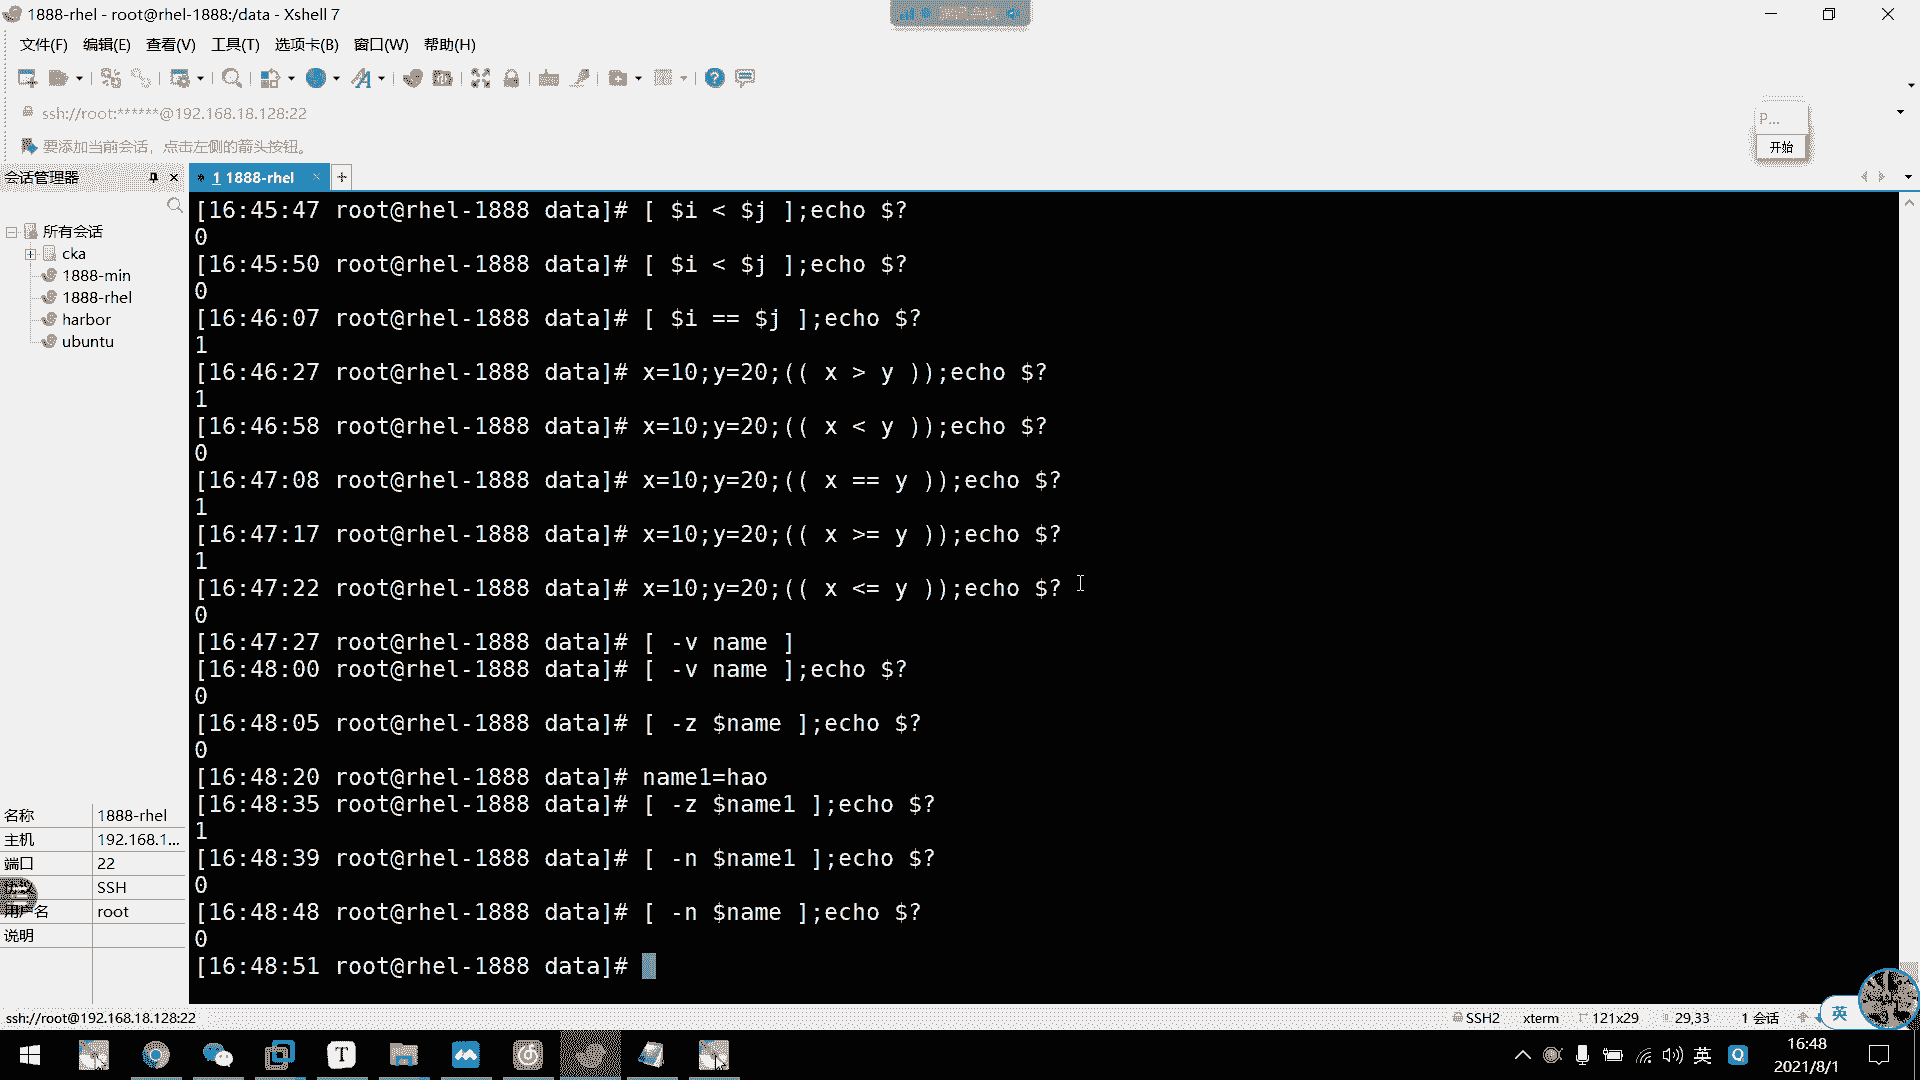 1888-rhel - root@rhel-1888:/data - Xshell 7
文件(F) 编辑(E) 查看(V) 工具(T) 选项卡(B) 窗口(W) 帮助(H)
ssh://root:******@192.168.18.128:22
P...
要添加当前会话，点击左侧的箭头按钮。
开始
会话管理器
1 1888-rhel
所有会话
cka
1888-min
1888-rhel
harbor
ubuntu
[16:45:47 root@rhel-1888 data]# [ $i < $j ];echo $?
0
[16:45:50 root@rhel-1888 data]# [ $i < $j ];echo $?
0
[16:46:07 root@rhel-1888 data]# [ $i == $j ];echo $?
1
[16:46:27 root@rhel-1888 data]# x=10;y=20;(( x > y ));echo $?
1
[16:46:58 root@rhel-1888 data]# x=10;y=20;(( x < y ));echo $?
0
[16:47:08 root@rhel-1888 data]# x=10;y=20;(( x == y ));echo $?
1
[16:47:17 root@rhel-1888 data]# x=10;y=20;(( x >= y ));echo $?
1
[16:47:22 root@rhel-1888 data]# x=10;y=20;(( x <= y ));echo $?
0
[16:47:27 root@rhel-1888 data]# [ -v name ]
[16:48:00 root@rhel-1888 data]# [ -v name ];echo $?
0
[16:48:05 root@rhel-1888 data]# [ -z $name ];echo $?
0
[16:48:20 root@rhel-1888 data]# name1=hao
[16:48:35 root@rhel-1888 data]# [ -z $name1 ];echo $?
1
[16:48:39 root@rhel-1888 data]# [ -n $name1 ];echo $?
0
[16:48:48 root@rhel-1888 data]# [ -n $name ];echo $?
0
[16:48:51 root@rhel-1888 data]#
名称 1888-rhel
主机 192.168.1...
端口 22
SSH
用户名 root
说明
ssh://root@192.168.18.128:22
SSH2 xterm 121x29 29,33 1 会话
英
英
16:48
2021/8/1